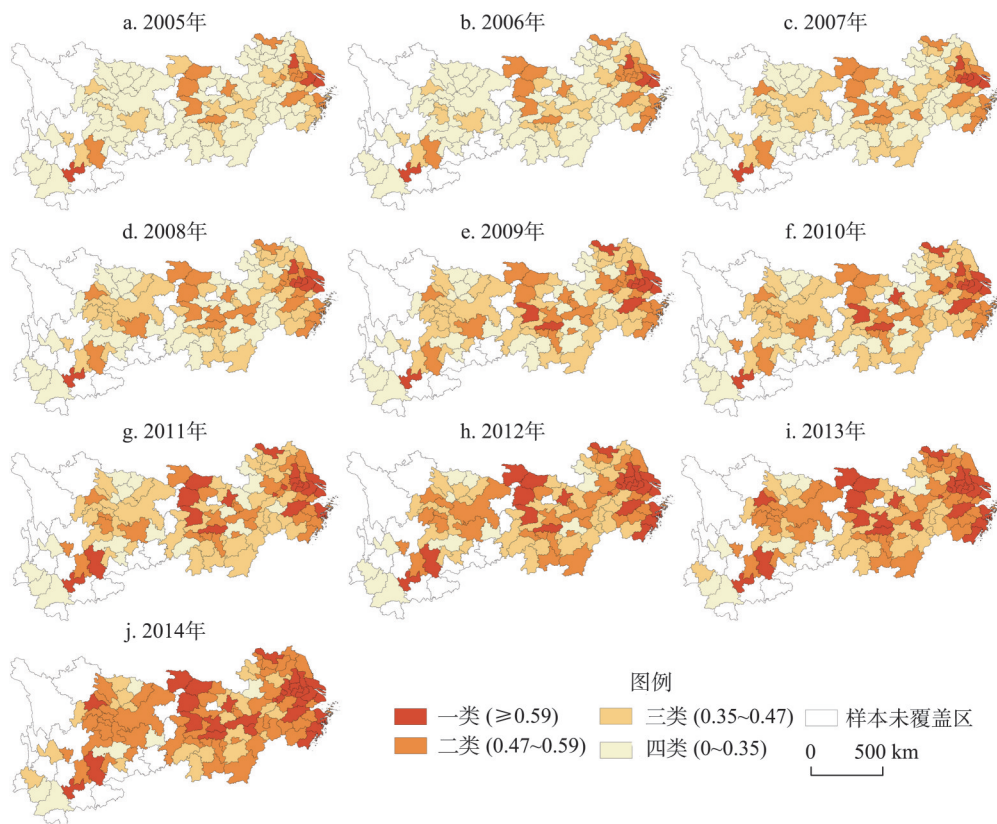 a. 2005年
b. 2006年
c. 2007年
d. 2008年
e. 2009年
f. 2010年
g. 2011年
h. 2012年
i. 2013年
j. 2014年
图例
一类 (≥0.59)
三类 (0.35~0.47)
样本未覆盖区
二类 (0.47~0.59)
四类 (0~0.35)
0 500 km